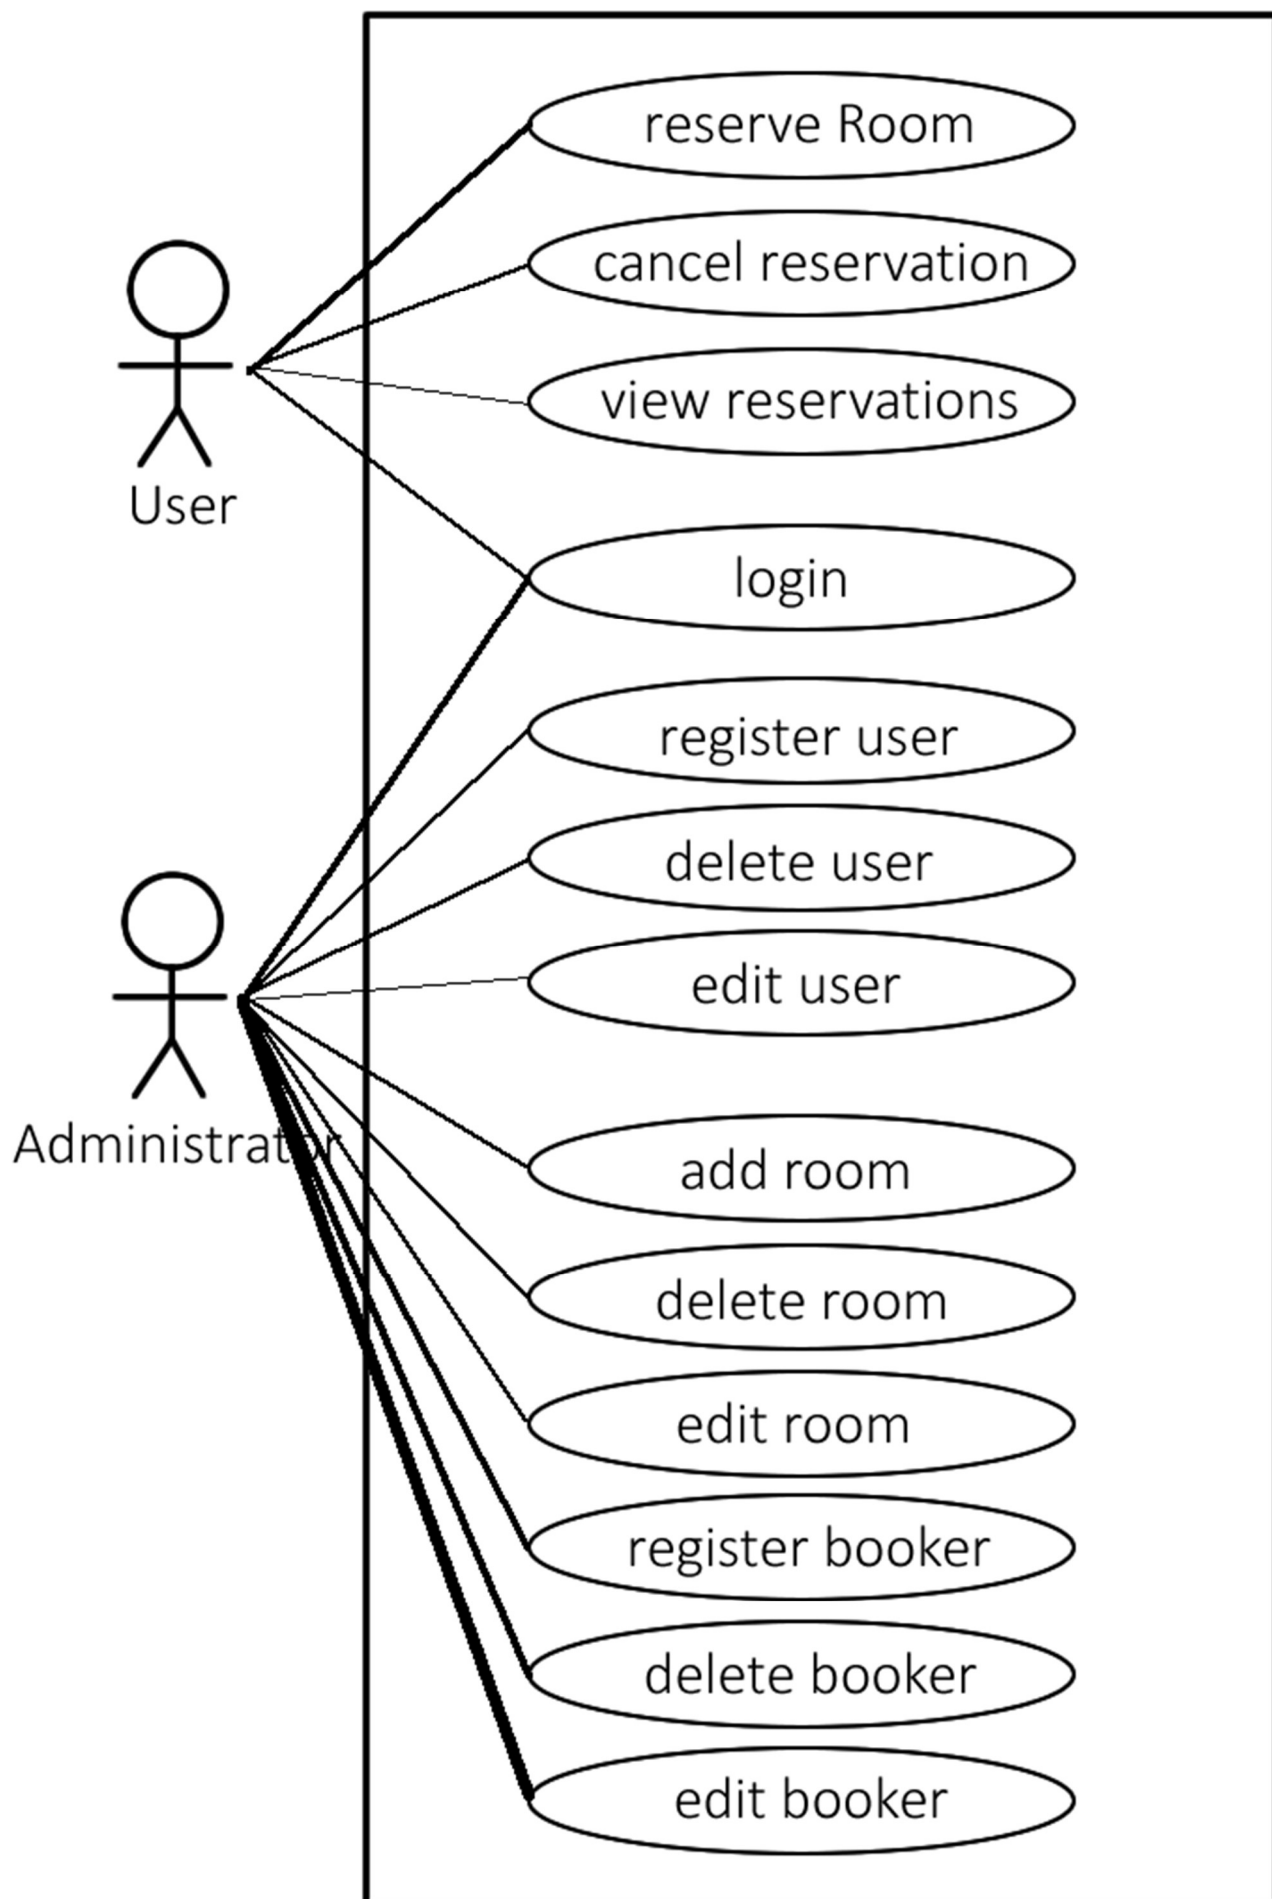 reserve Room
cancel reservation
view reservations
User
login
register user
delete user
edit user
Administrator
add room
delete room
edit room
register booker
delete booker
edit booker